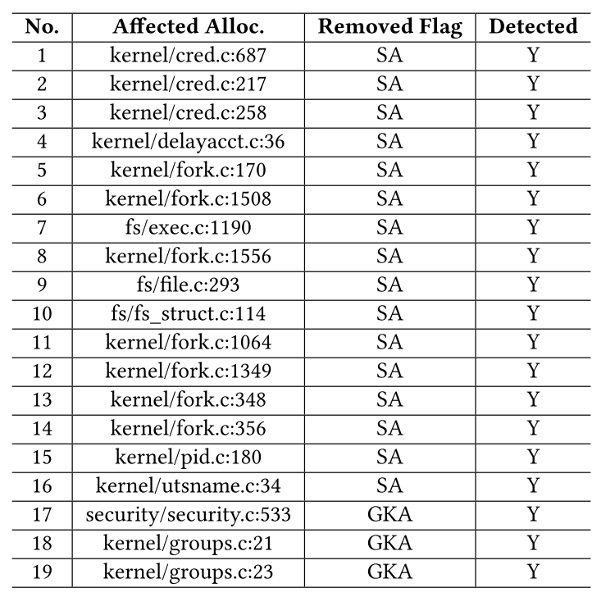 No. Affected Alloc. Removed Flag Detected
1 kernel/cred.c:687 SA Y
2 kernel/cred.c:217 SA Y
3 kernel/cred.c:258 SA Y
4 kernel/delayacct.c:36 SA Y
5 kernel/fork.c:170 SA Y
6 kernel/fork.c:1508 SA Y
7 fs/exec.c:1190 SA Y
8 kernel/fork.c:1556 SA Y
9 fs/file.c:293 SA Y
10 fs/fs_struct.c:114 SA Y
11 kernel/fork.c:1064 SA Y
12 kernel/fork.c:1349 SA Y
13 kernel/fork.c:348 SA Y
14 kernel/fork.c:356 SA Y
15 kernel/pid.c:180 SA Y
16 kernel/utsname.c:34 SA Y
17 security/security.c:533 GKA Y
18 kernel/groups.c:21 GKA Y
19 kernel/groups.c:23 GKA Y